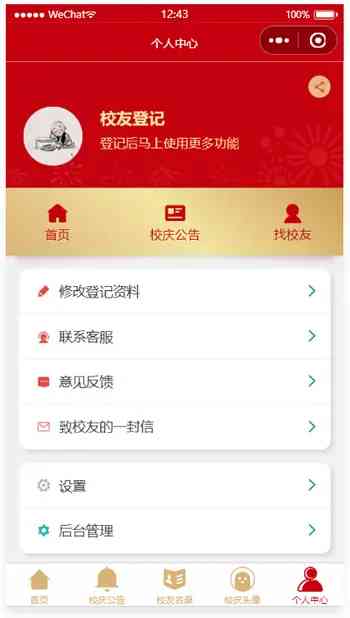 WeChat
12:43
100%
个人中心
校友登记
登记后马上使用更多功能
首页
校庆公告
找校友
修改登记资料
联系客服
意见反馈
致校友的一封信
设置
后台管理
首页
校庆公告
校友名录
校庆头像
个人中心